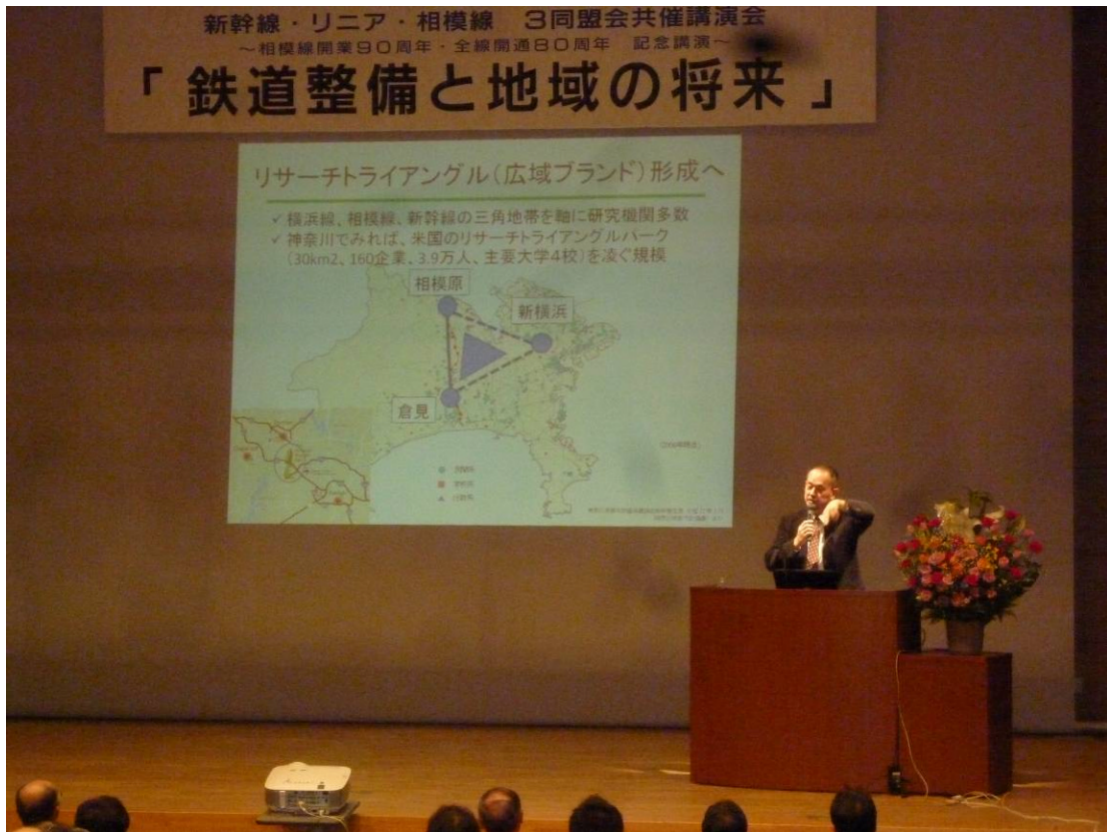 新幹線・リニア・相模線 3同盟会共催講演会
～相模線開業90周年・全線開通80周年 記念講演～
「鉄道整備と地域の将来」
リサーチトライアングル（広域ブランド）形成へ
✓ 横浜線、相模線、新幹線の三角地帯を軸に研究機関多数
✓ 神奈川でみれば、米国のリサーチトライアングルパーク
（30km2、160企業、3.9万人、主要大学4校）を凌ぐ規模
相模原
新横浜
倉見